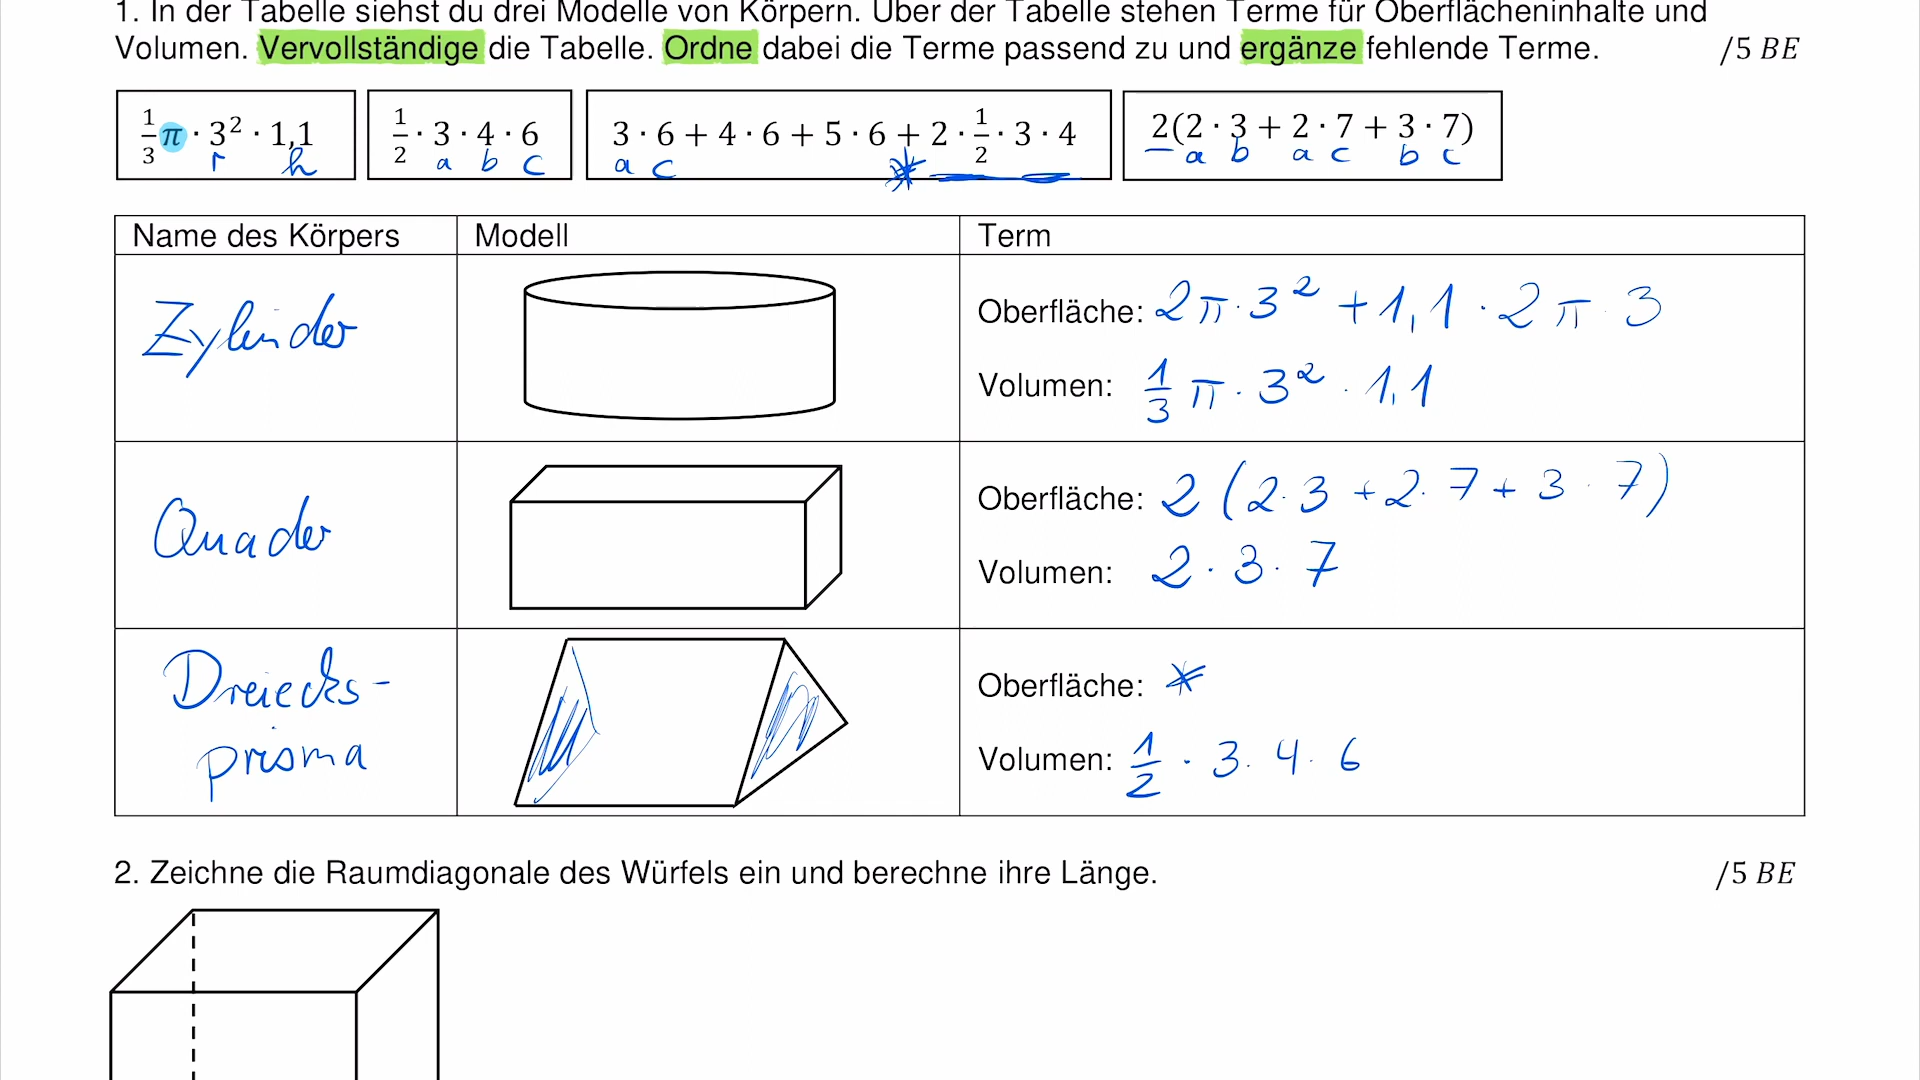 1. In der Tabelle siehst du drei Modelle von Körpern. Über der Tabelle stehen Terme für Oberflächeninhalte und
Volumen. Vervollständige die Tabelle. Ordne dabei die Terme passend zu und ergänze fehlende Terme. /5 BE
1/3 π · 3² · 1,1
r h
1/2 · 3 · 4 · 6
a b c
3 · 6 + 4 · 6 + 5 · 6 + 2 · 1/2 · 3 · 4
a c *
2(2 · 3 + 2 · 7 + 3 · 7)
a b a c b c
Name des Körpers Modell Term
Zylinder
Oberfläche: 2π · 3² + 1,1 · 2π · 3
Volumen: 1/3 π · 3² · 1,1
Quader
Oberfläche: 2 (2 · 3 + 2 · 7 + 3 · 7)
Volumen: 2 · 3 · 7
Dreiecks-
prisma
Oberfläche: *
Volumen: 1/2 · 3 · 4 · 6
2. Zeichne die Raumdiagonale des Würfels ein und berechne ihre Länge. /5 BE